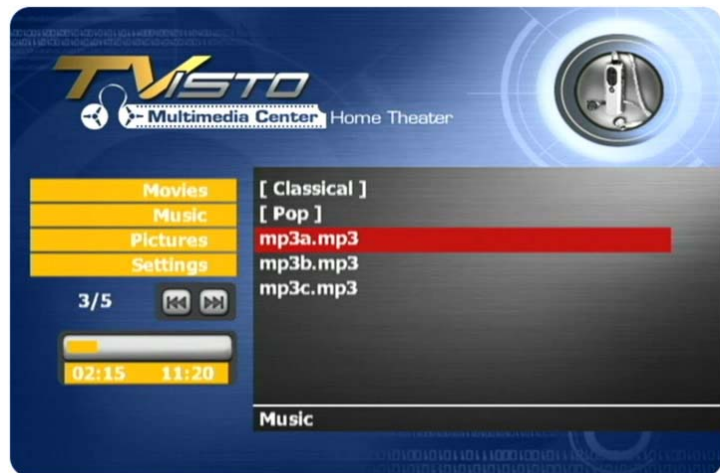 TVISTO
Multimedia Center Home Theater
Movies
Music
Pictures
Settings
3/5
02:15 11:20
[ Classical ]
[ Pop ]
mp3a.mp3
mp3b.mp3
mp3c.mp3
Music